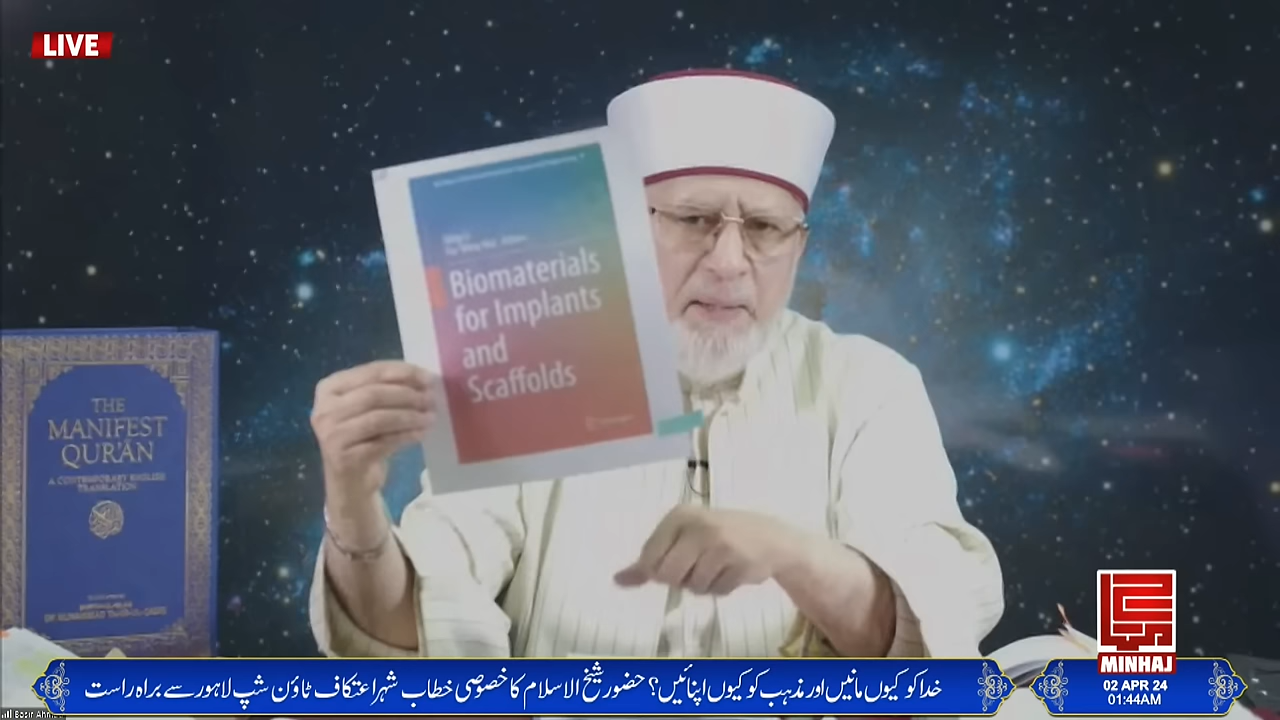 LIVE
Biomaterials
for Implants
and
Scaffolds
THE
MANIFEST
QUR'ĀN
A CONTEMPORARY ENGLISH
TRANSLATION
MINHAJ
خدا کو کیوں مانیں اور مذہب کو کیوں اپنائیں؟ حضور شیخ الاسلام کا خصوصی خطاب شہر اعتکاف ٹاؤن شپ لاہور سے براہ راست
02 APR 24
01:44AM